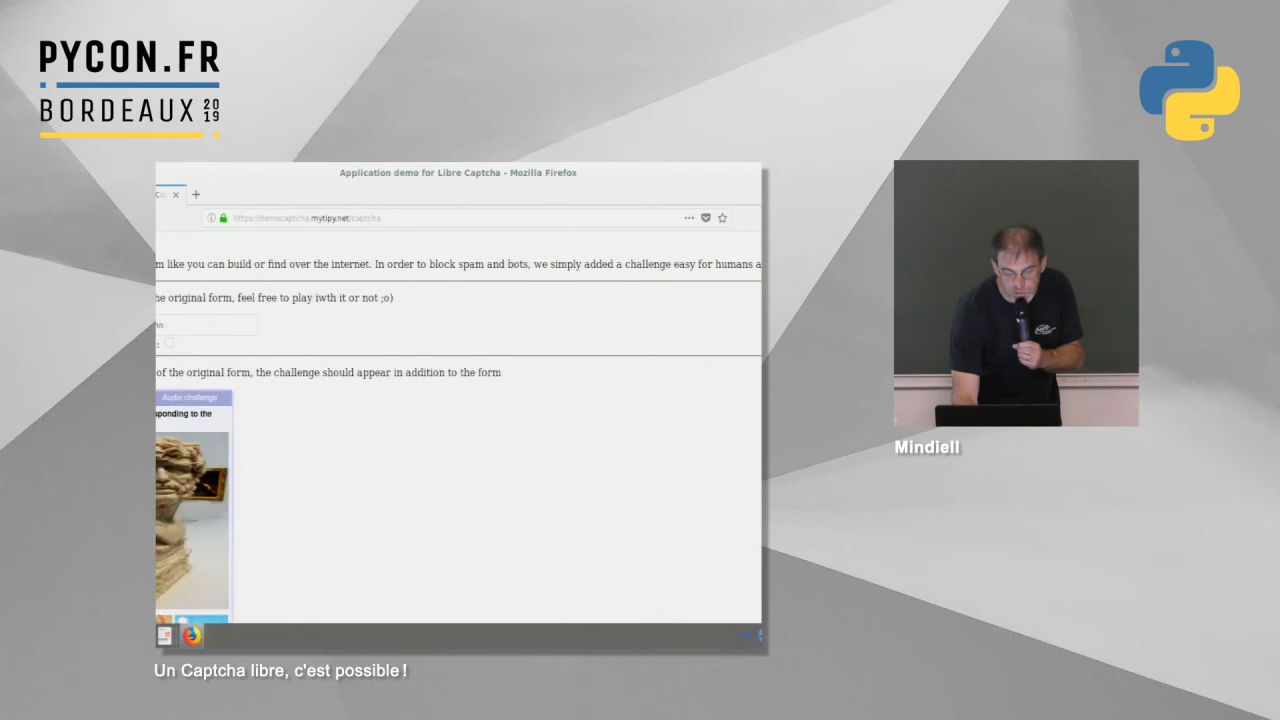 PYCON.FR
BORDEAUX 2019
Application demo for Libre Captcha - Mozilla Firefox
https://democaptcha.mytipy.net/captcha
m like you can build or find over the internet. In order to block spam and bots, we simply added a challenge easy for humans a
he original form, feel free to play iwth it or not ;o)
hn
:
of the original form, the challenge should appear in addition to the form
Audio challenge
sponding to the
Mindiell
Un Captcha libre, c'est possible !